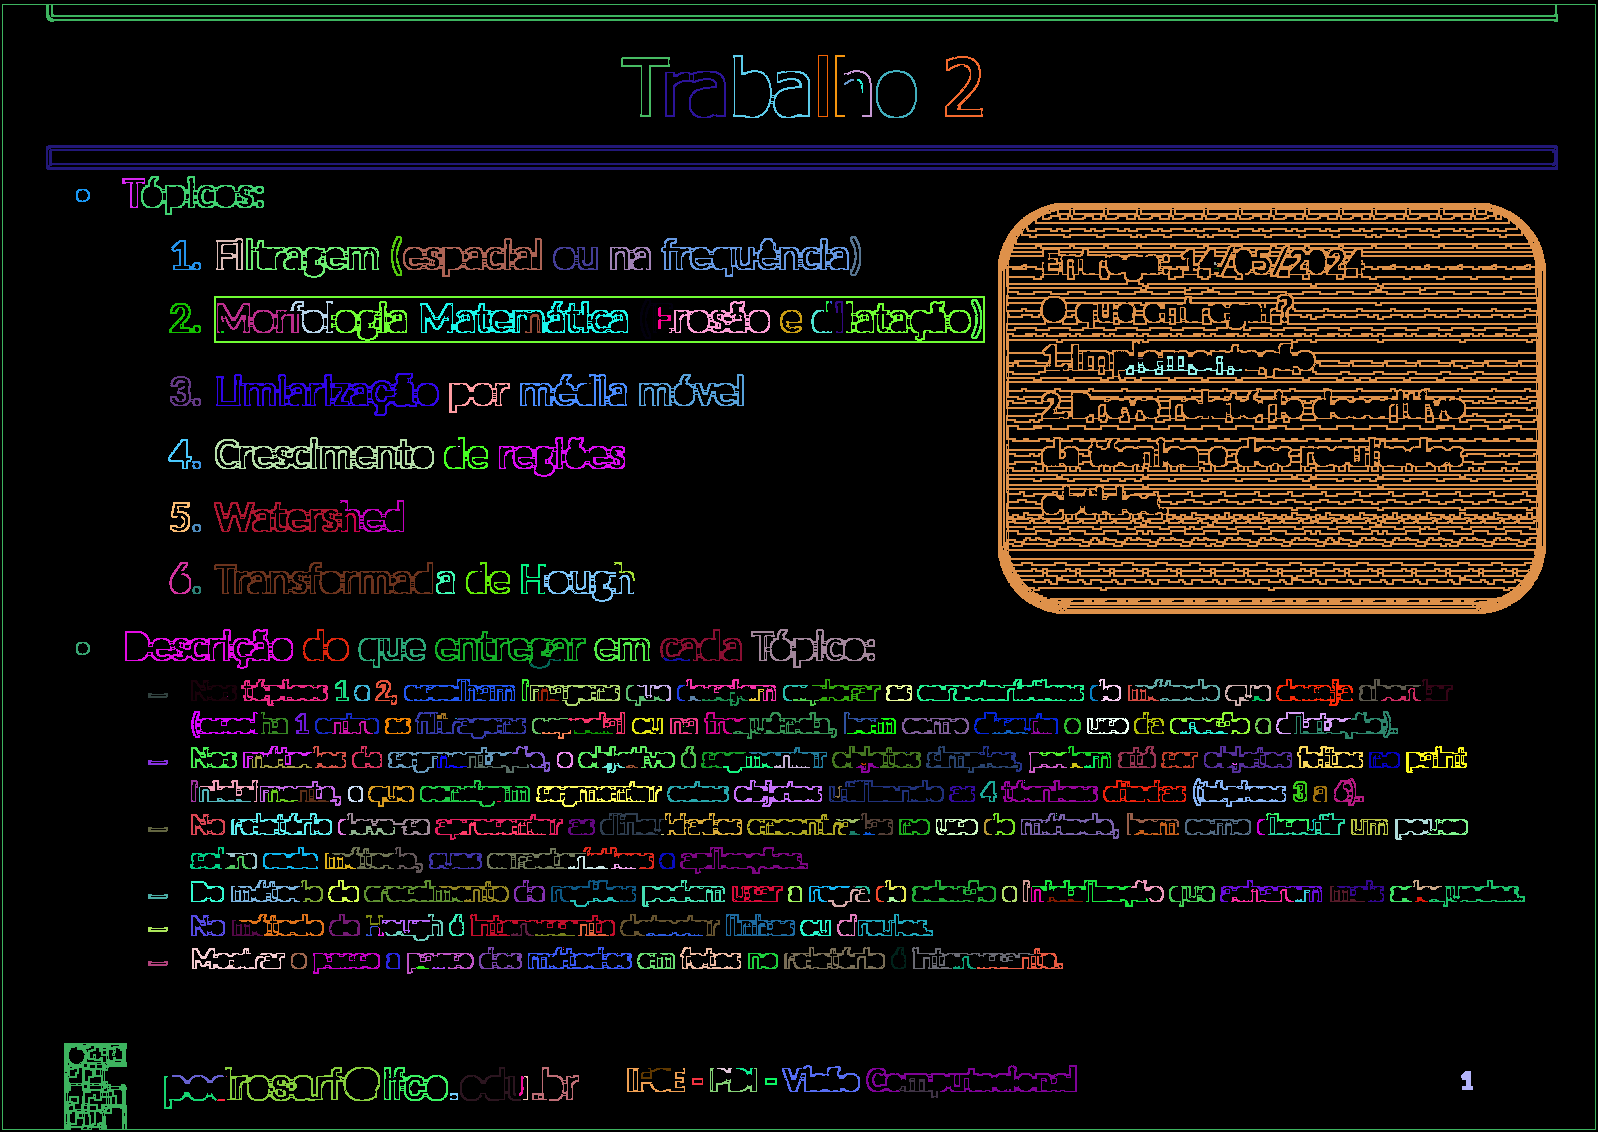 Trabalho 2
Tópicos:
1. Filtragem (espacial ou na frequência)
2. Morfologia Matemática Erosão e dilatação)
3. Limiarização por média móvel
4. Crescimento de regiões
5. Watershed
6. Transformada de Hough
Entrega: 14/05/2024
O que entregar?
1. Implementação
2. Breve relatório descritivo
da técnica e dos resultados
obtidos.
Descrição do que entregar em cada Tópico:
Nos tópicos 1 e 2, escolham imagens que desejam explorar as características do método que deseja abordar
(escolha 1 entre as filtragens espacial ou na frequência, bem como discuta o uso da erosão e dilatação).
Nos métodos de segmentação, o objetivo é segmentar objetos simples, podem até ser objetos feitos no paint
inicialmente, o que consigam segmentar estes objetos utilizando as 4 técnicas citadas (tópicos 3 a 6).
No relatório deve-se apresentar as dificuldades encontradas no uso do método, bem como discutir um pouco
sobre cada método, suas características e aplicações.
Do método do crescimento de regiões podem usar a regra de adesão e inicialização que acharem mais adequadas.
No método de Hough é interessante detectar linhas ou círculos.
Mostrar o passo a passo dos métodos em fotos no relatório é interessante.
pedrosarf@ifce.edu.br
IFCE - PDI - Visão Computacional
1